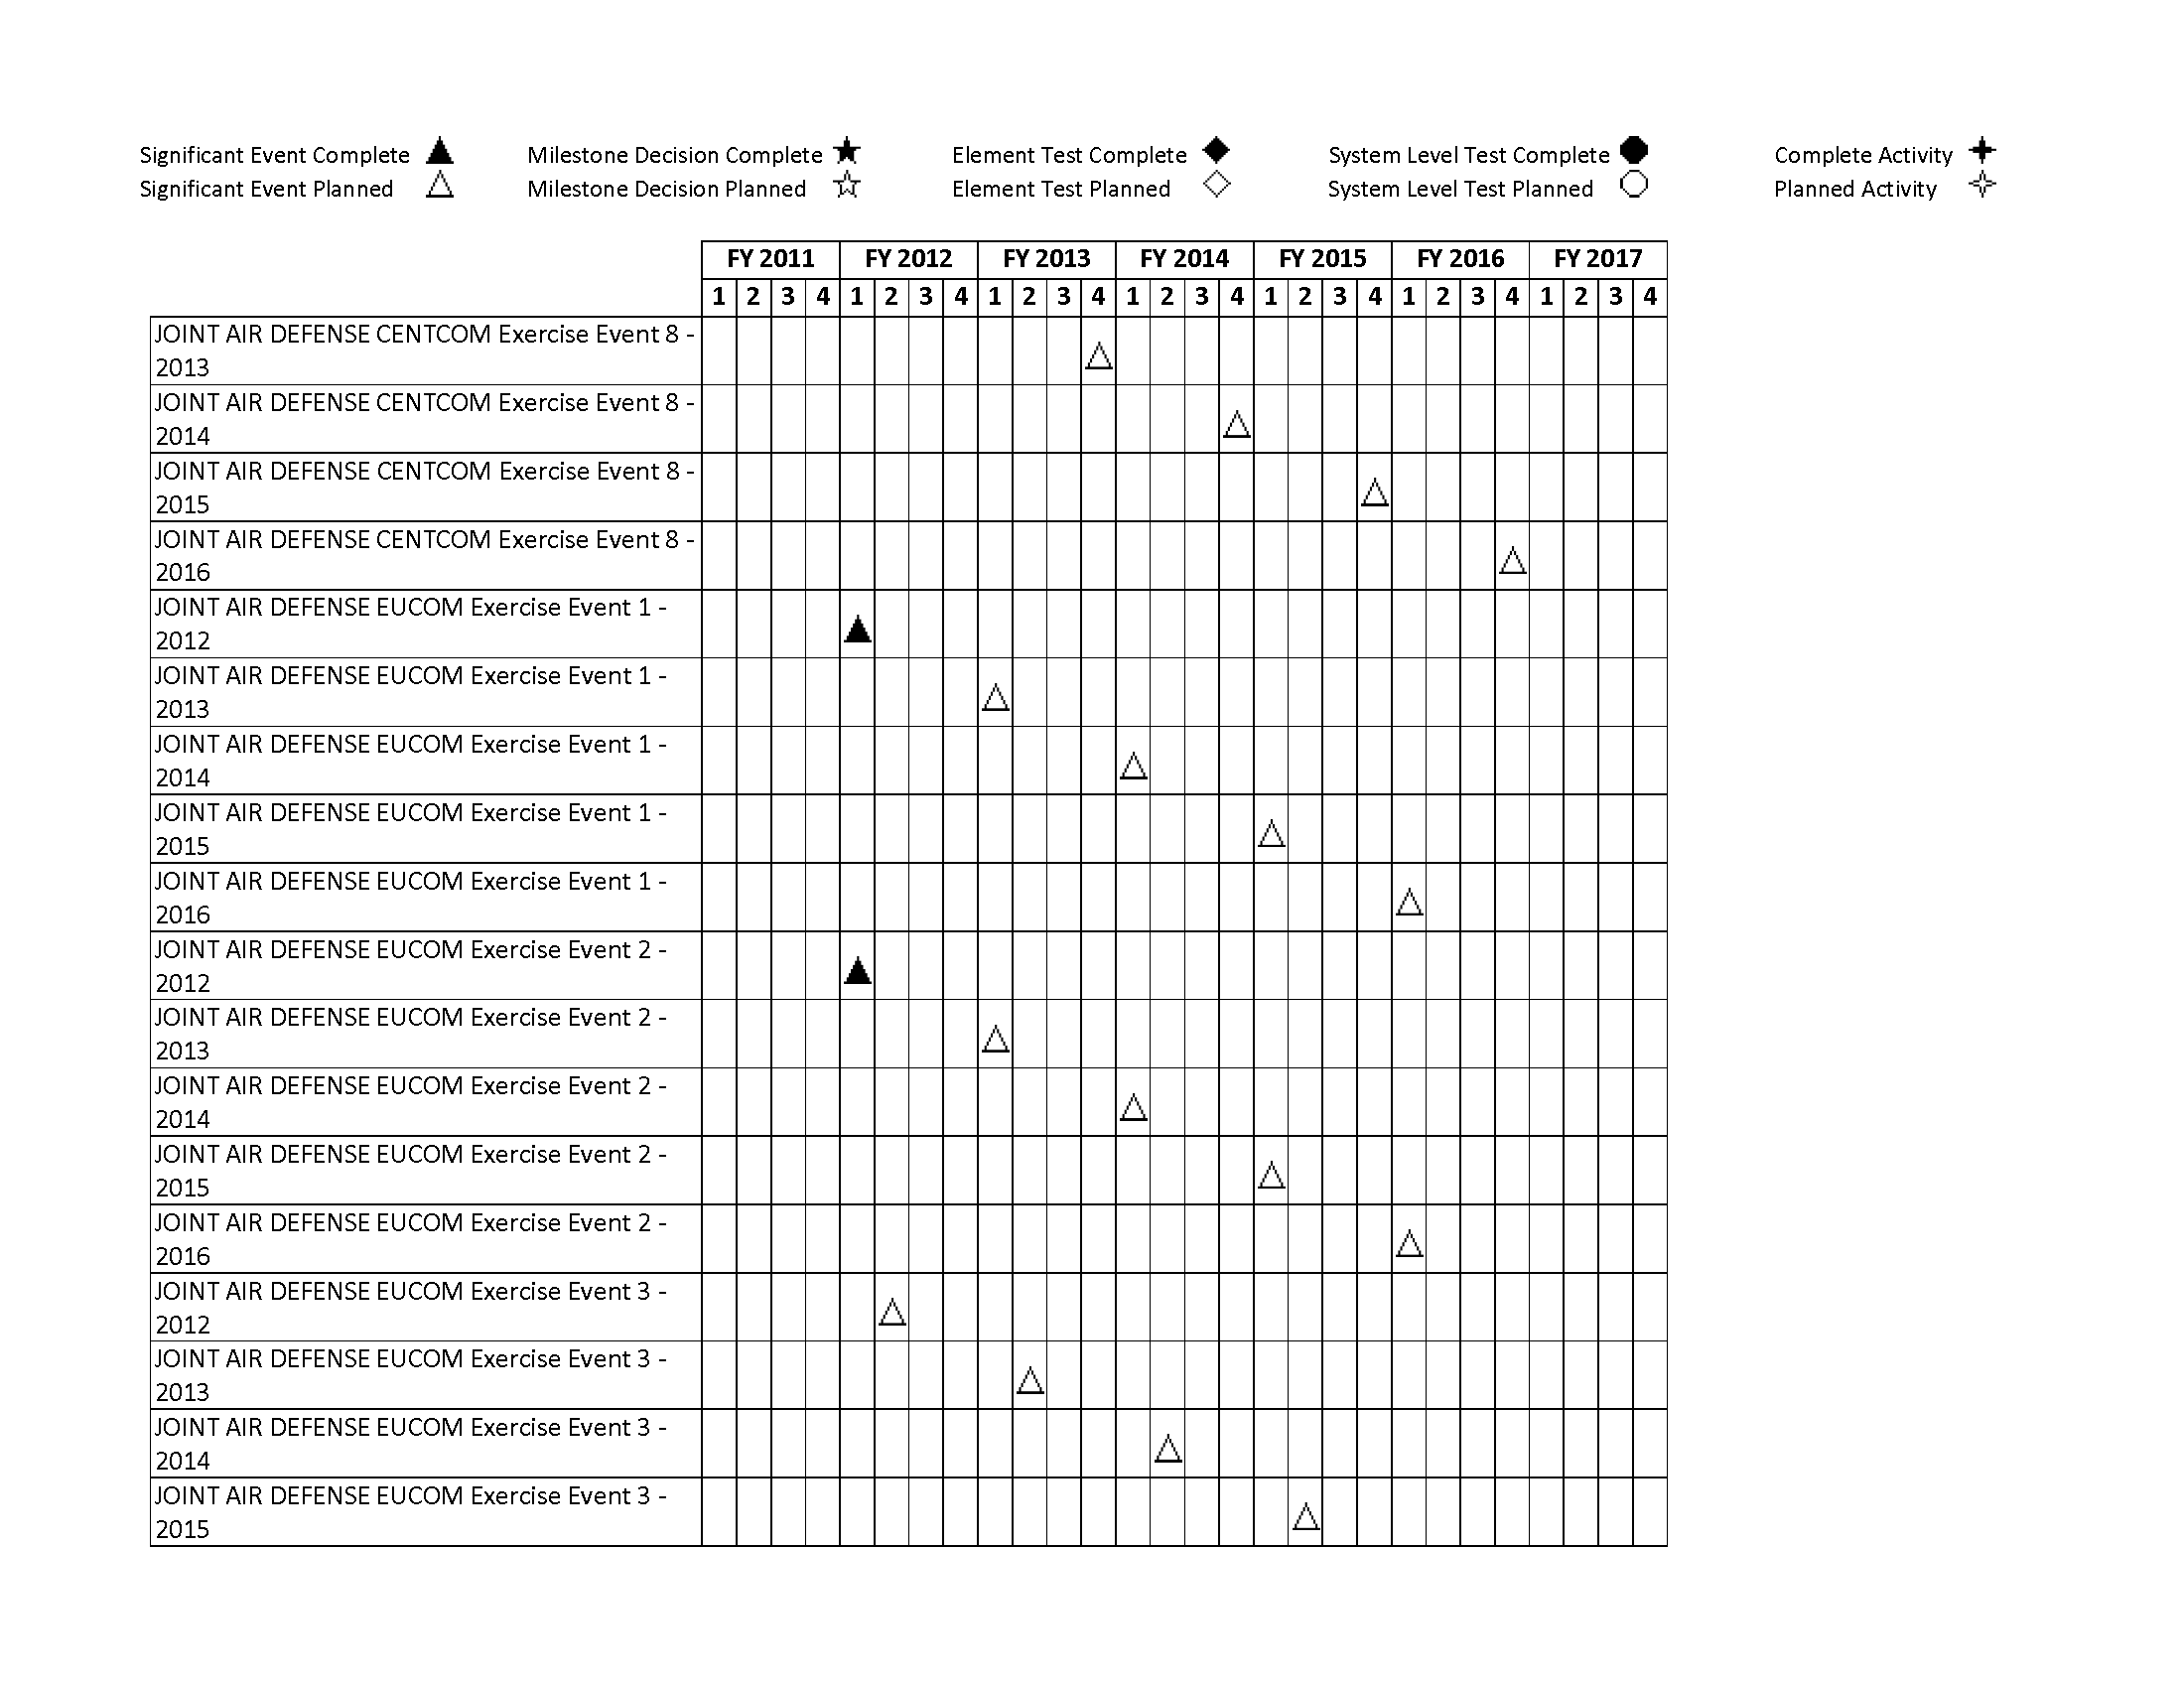 Significant Event Complete Milestone Decision Complete Element Test Complete System Level Test Complete Complete Activity
Significant Event Planned Milestone Decision Planned Element Test Planned System Level Test Planned Planned Activity
FY 2011 FY 2012 FY 2013 FY 2014 FY 2015 FY 2016 FY 2017
1 2 3 4 1 2 3 4 1 2 3 4 1 2 3 4 1 2 3 4 1 2 3 4 1 2 3 4
JOINT AIR DEFENSE CENTCOM Exercise Event 8 -
2013
JOINT AIR DEFENSE CENTCOM Exercise Event 8 -
2014
JOINT AIR DEFENSE CENTCOM Exercise Event 8 -
2015
JOINT AIR DEFENSE CENTCOM Exercise Event 8 -
2016
JOINT AIR DEFENSE EUCOM Exercise Event 1 -
2012
JOINT AIR DEFENSE EUCOM Exercise Event 1 -
2013
JOINT AIR DEFENSE EUCOM Exercise Event 1 -
2014
JOINT AIR DEFENSE EUCOM Exercise Event 1 -
2015
JOINT AIR DEFENSE EUCOM Exercise Event 1 -
2016
JOINT AIR DEFENSE EUCOM Exercise Event 2 -
2012
JOINT AIR DEFENSE EUCOM Exercise Event 2 -
2013
JOINT AIR DEFENSE EUCOM Exercise Event 2 -
2014
JOINT AIR DEFENSE EUCOM Exercise Event 2 -
2015
JOINT AIR DEFENSE EUCOM Exercise Event 2 -
2016
JOINT AIR DEFENSE EUCOM Exercise Event 3 -
2012
JOINT AIR DEFENSE EUCOM Exercise Event 3 -
2013
JOINT AIR DEFENSE EUCOM Exercise Event 3 -
2014
JOINT AIR DEFENSE EUCOM Exercise Event 3 -
2015